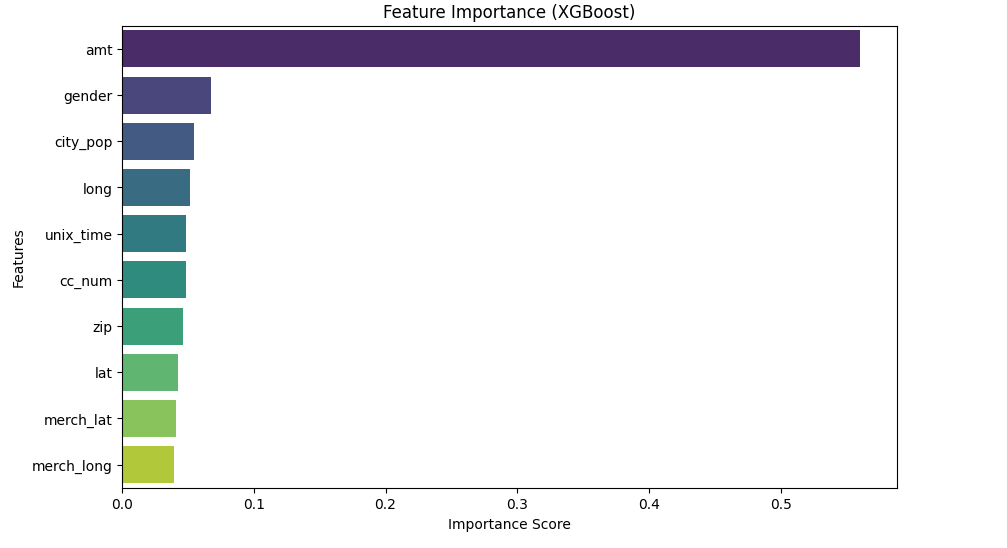 Feature Importance (XGBoost)
amt
gender
city_pop
long
unix_time
cc_num
zip
lat
merch_lat
merch_long
Features
0.0 0.1 0.2 0.3 0.4 0.5
Importance Score